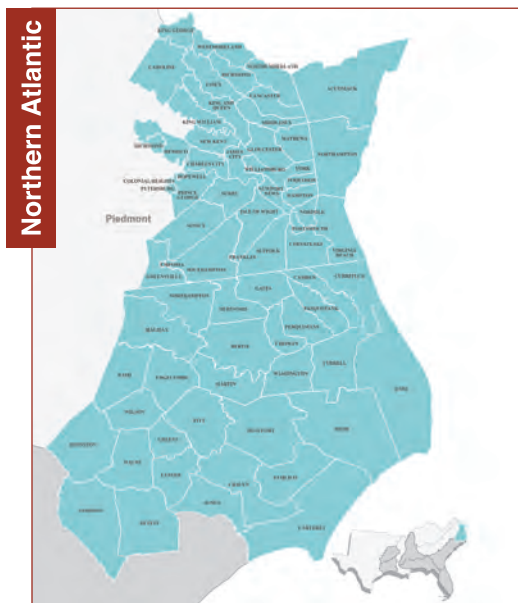 Northern Atlantic
KING GEORGE
WESTMORELAND
CAROLINE
NORTHUMBERLAND
RICHMOND
ESSEX
LANCASTER
ACCOMACK
KING AND
QUEEN
MIDDLESEX
KING WILLIAM
MATHEWS
NEW KENT
GLOUCESTER
JAMES
CITY
RICHMOND
HENRICO
NORTHAMPTON
CHARLES CITY
WILLIAMSBURG
YORK
HOPEWELL
COLONIAL HEIGHTS
PETERSBURG
PRINCE
GEORGE
SURRY
NEWPORT
NEWS
HAMPTON
Piedmont
ISLE OF WIGHT
NORFOLK
SUSSEX
PORTSMOUTH
CHESAPEAKE
SUFFOLK
VIRGINIA
BEACH
FRANKLIN
EMPORIA
SOUTHAMPTON
GREENSVILLE
CAMDEN
CURRITUCK
GATES
NORTHAMPTON
HERTFORD
PASQUOTANK
HALIFAX
PERQUIMANS
CHOWAN
BERTIE
TYRRELL
NASH
EDGECOMBE
WASHINGTON
MARTIN
DARE
WILSON
PITT
BEAUFORT
HYDE
JOHNSTON
GREENE
WAYNE
LENOIR
CRAVEN
PAMLICO
JONES
SAMPSON
DUPLIN
CARTERET